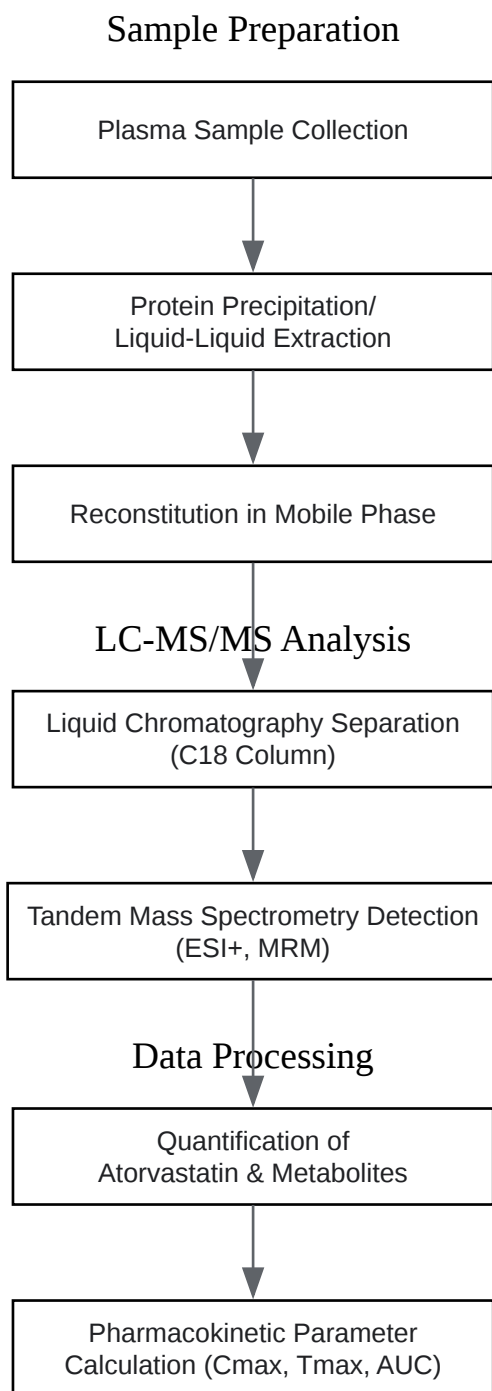 Sample Preparation
Plasma Sample Collection
Protein Precipitation/
Liquid-Liquid Extraction
Reconstitution in Mobile Phase
LC-MS/MS Analysis
Liquid Chromatography Separation
(C18 Column)
Tandem Mass Spectrometry Detection
(ESI+, MRM)
Data Processing
Quantification of
Atorvastatin & Metabolites
Pharmacokinetic Parameter
Calculation (Cmax, Tmax, AUC)